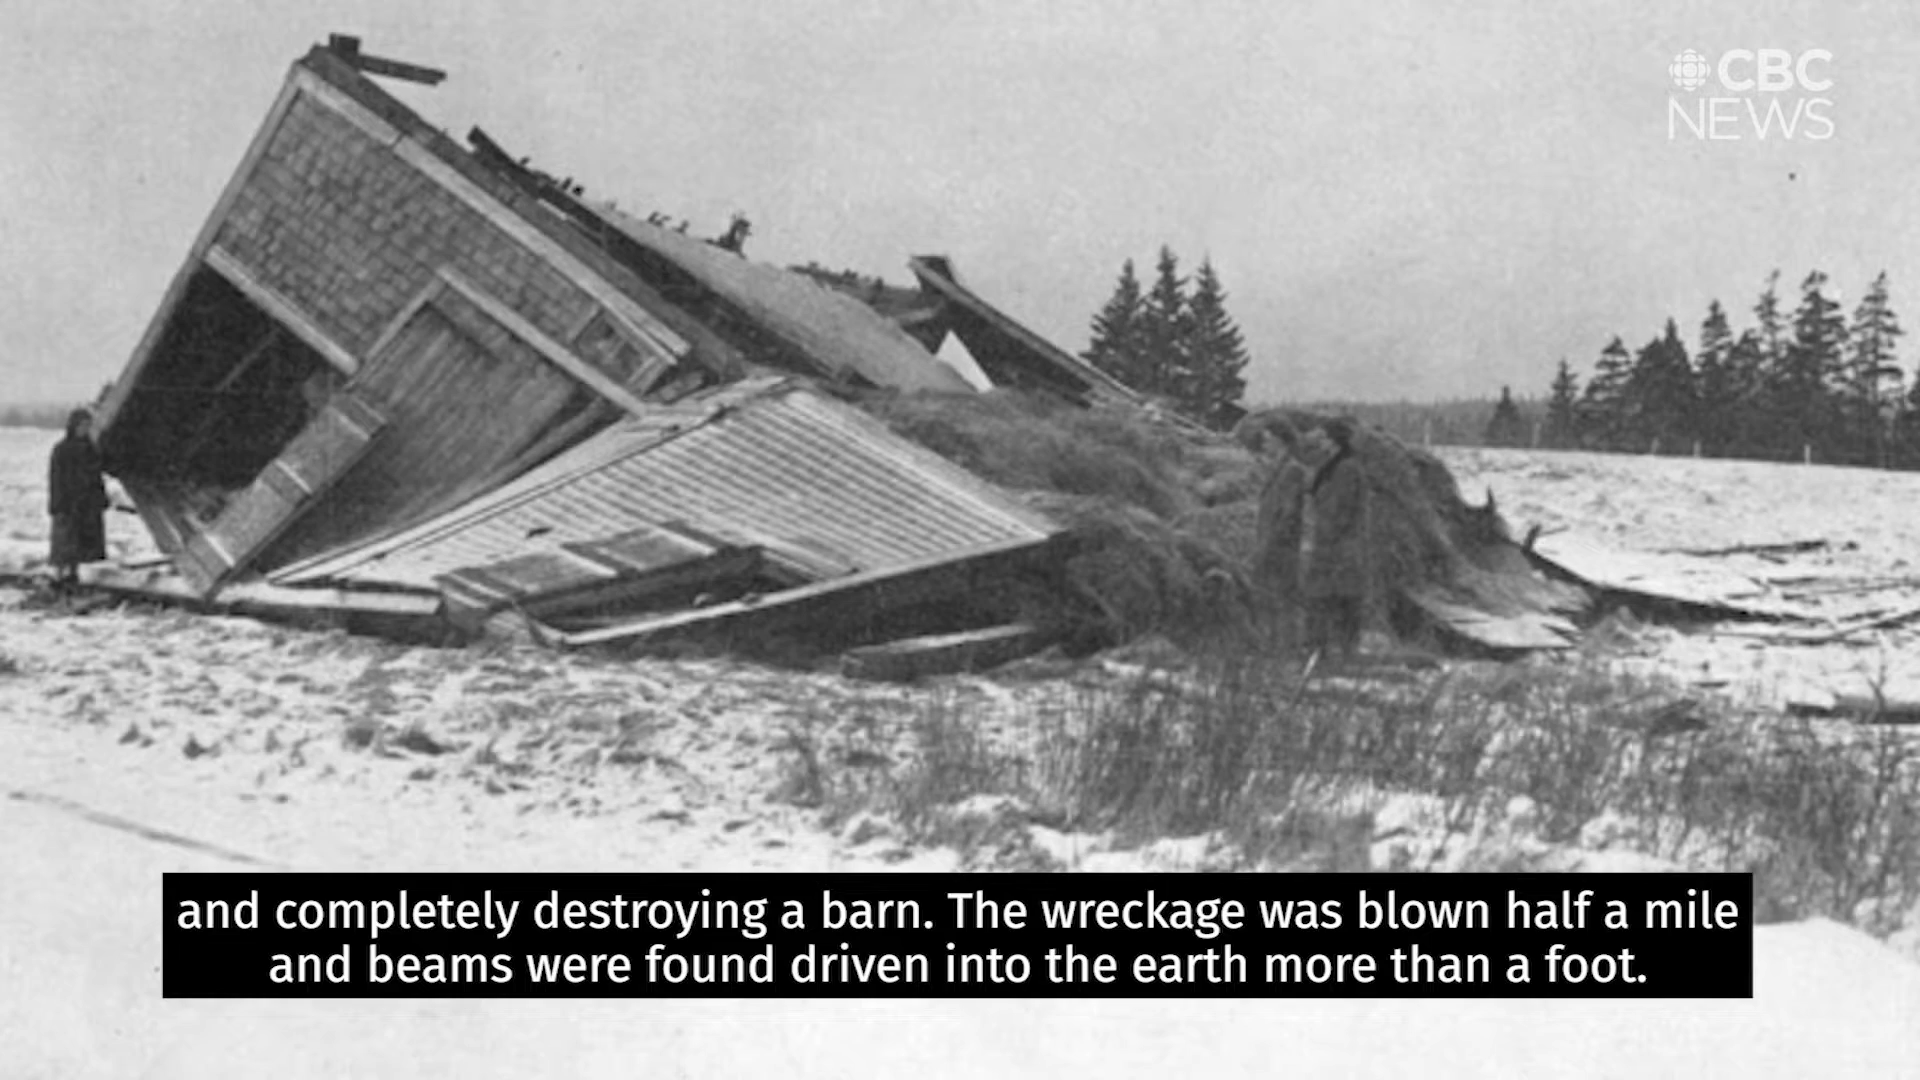 CBC
NEWS
and completely destroying a barn. The wreckage was blown half a mile
and beams were found driven into the earth more than a foot.